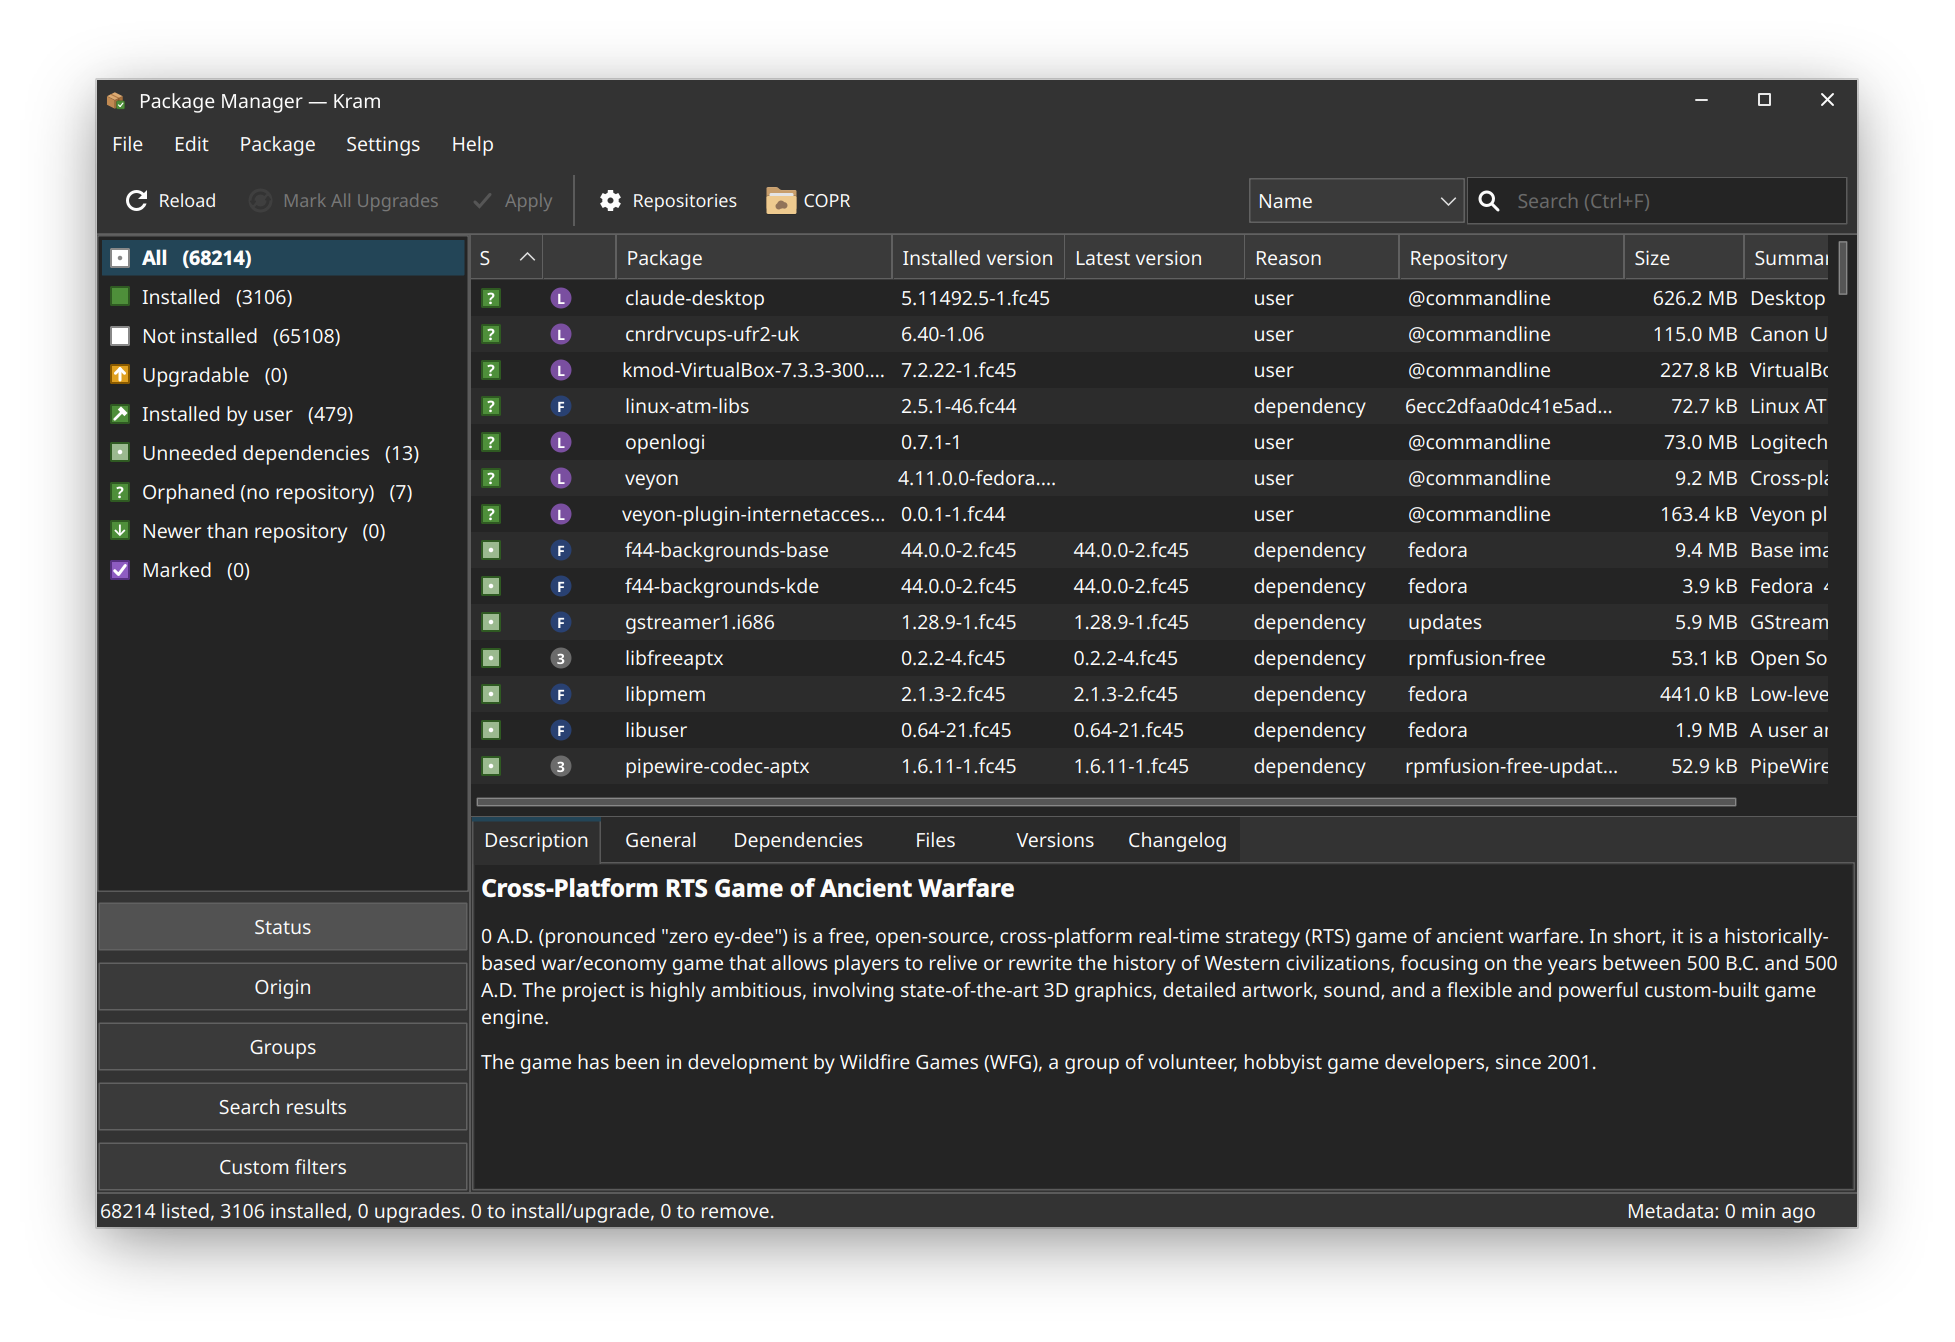 Package Manager — Kram
File Edit Package Settings Help
Reload Mark All Upgrades Apply Repositories COPR Name Search (Ctrl+F)
All (68214)
Installed (3106)
Not installed (65108)
Upgradable (0)
Installed by user (479)
Unneeded dependencies (13)
Orphaned (no repository) (7)
Newer than repository (0)
Marked (0)
Status
Origin
Groups
Search results
Custom filters
S Package Installed version Latest version Reason Repository Size Summar
? L claude-desktop 5.11492.5-1.fc45 user @commandline 626.2 MB Desktop
? L cnrdrvcups-ufr2-uk 6.40-1.06 user @commandline 115.0 MB Canon U
? L kmod-VirtualBox-7.3.3-300.... 7.2.22-1.fc45 user @commandline 227.8 kB VirtualBo
? F linux-atm-libs 2.5.1-46.fc44 dependency 6ecc2dfaa0dc41e5ad... 72.7 kB Linux AT
? L openlogi 0.7.1-1 user @commandline 73.0 MB Logitech
? L veyon 4.11.0.0-fedora.... user @commandline 9.2 MB Cross-pla
? L veyon-plugin-internetacces... 0.0.1-1.fc44 user @commandline 163.4 kB Veyon pl
F f44-backgrounds-base 44.0.0-2.fc45 44.0.0-2.fc45 dependency fedora 9.4 MB Base ima
F f44-backgrounds-kde 44.0.0-2.fc45 44.0.0-2.fc45 dependency fedora 3.9 kB Fedora 4
F gstreamer1.i686 1.28.9-1.fc45 1.28.9-1.fc45 dependency updates 5.9 MB GStream
3 libfreeaptx 0.2.2-4.fc45 0.2.2-4.fc45 dependency rpmfusion-free 53.1 kB Open So
F libpmem 2.1.3-2.fc45 2.1.3-2.fc45 dependency fedora 441.0 kB Low-leve
F libuser 0.64-21.fc45 0.64-21.fc45 dependency fedora 1.9 MB A user an
3 pipewire-codec-aptx 1.6.11-1.fc45 1.6.11-1.fc45 dependency rpmfusion-free-updat... 52.9 kB PipeWire
Description General Dependencies Files Versions Changelog
Cross-Platform RTS Game of Ancient Warfare
0 A.D. (pronounced "zero ey-dee") is a free, open-source, cross-platform real-time strategy (RTS) game of ancient warfare. In short, it is a historically-
based war/economy game that allows players to relive or rewrite the history of Western civilizations, focusing on the years between 500 B.C. and 500
A.D. The project is highly ambitious, involving state-of-the-art 3D graphics, detailed artwork, sound, and a flexible and powerful custom-built game
engine.
The game has been in development by Wildfire Games (WFG), a group of volunteer, hobbyist game developers, since 2001.
68214 listed, 3106 installed, 0 upgrades. 0 to install/upgrade, 0 to remove. Metadata: 0 min ago